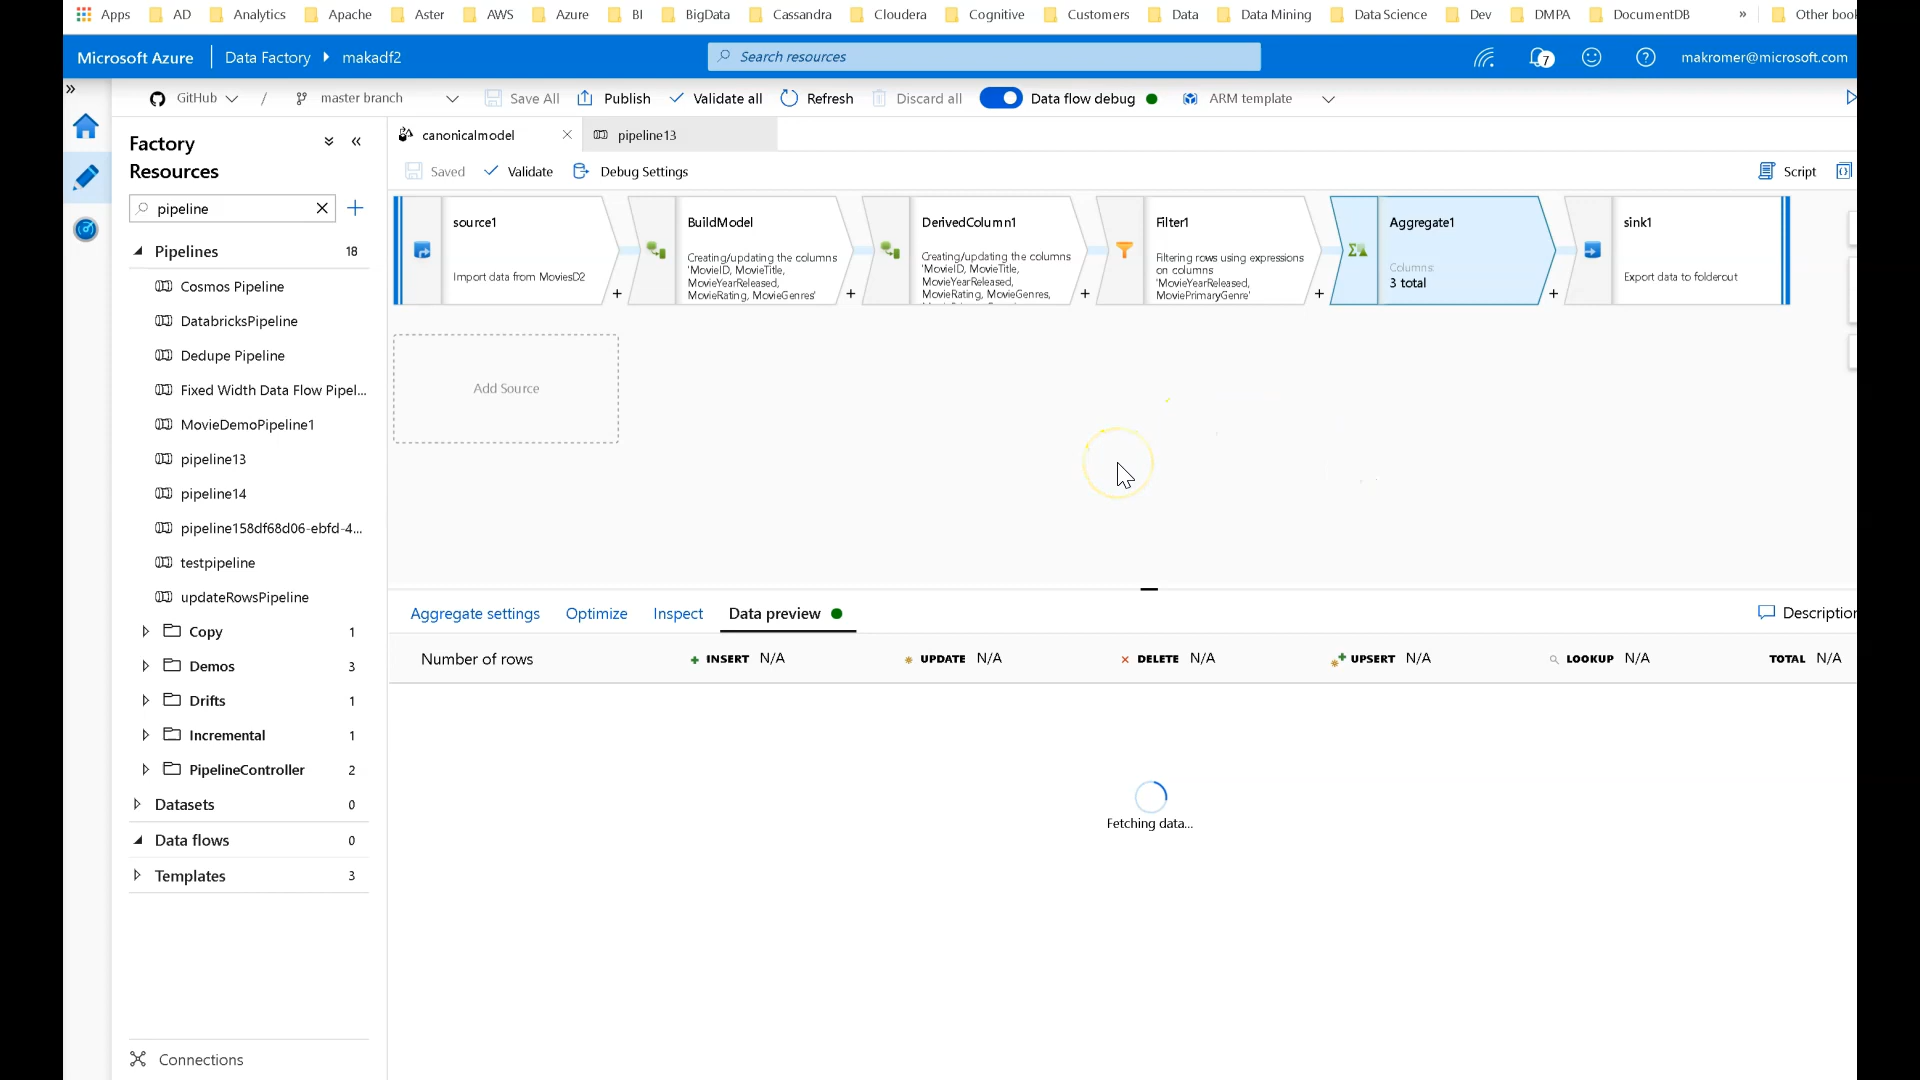 Apps AD Analytics Apache Aster AWS Azure BI BigData Cassandra Cloudera Cognitive Customers Data Data Mining Data Science Dev DMPA DocumentDB » Other book
Microsoft Azure Data Factory makadf2 Search resources 7 makromer@microsoft.com
» GitHub / master branch Save All Publish Validate all Refresh Discard all Data flow debug ARM template
Factory Resources
canonicalmodel pipeline13
Saved Validate Debug Settings Script
pipeline
Pipelines 18
Cosmos Pipeline
DatabricksPipeline
Dedupe Pipeline
Fixed Width Data Flow Pipel...
MovieDemoPipeline1
pipeline13
pipeline14
pipeline158df68d06-ebfd-4...
testpipeline
updateRowsPipeline
Copy 1
Demos 3
Drifts 1
Incremental 1
PipelineController 2
Datasets 0
Data flows 0
Templates 3
Connections
source1
Import data from MoviesD2
BuildModel
Creating/updating the columns
'MovieID, MovieTitle,
MovieYearReleased,
MovieRating, MovieGenres'
DerivedColumn1
Creating/updating the columns
'MovieID, MovieTitle,
MovieYearReleased,
MovieRating, MovieGenres,
Filter1
Filtering rows using expressions
on columns
'MovieYearReleased,
MoviePrimaryGenre'
Aggregate1
Columns:
3 total
sink1
Export data to folderout
Add Source
Aggregate settings Optimize Inspect Data preview Description
Number of rows INSERT N/A UPDATE N/A DELETE N/A UPSERT N/A LOOKUP N/A TOTAL N/A
Fetching data...